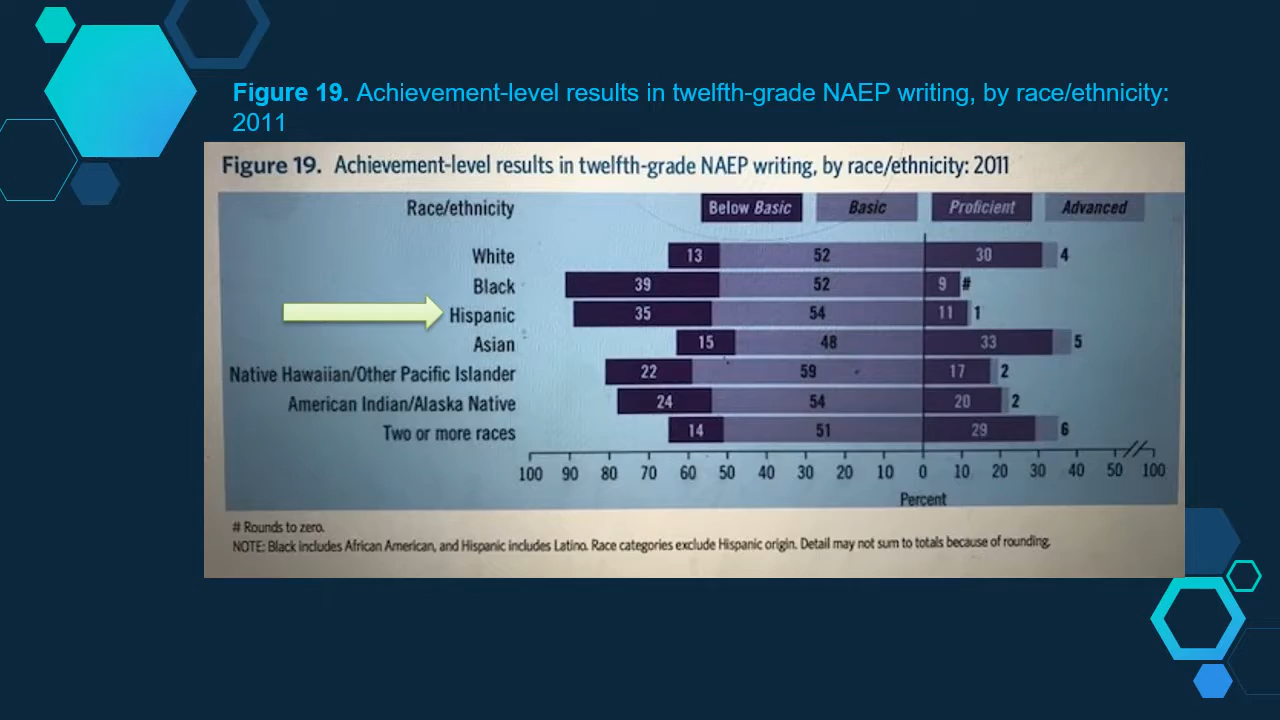 Figure 19. Achievement-level results in twelfth-grade NAEP writing, by race/ethnicity:
2011
Figure 19. Achievement-level results in twelfth-grade NAEP writing, by race/ethnicity: 2011
Race/ethnicity Below Basic Basic Proficient Advanced
White 13 52 30 4
Black 39 52 9 #
Hispanic 35 54 11 1
Asian 15 48 33 5
Native Hawaiian/Other Pacific Islander 22 59 17 2
American Indian/Alaska Native 24 54 20 2
Two or more races 14 51 29 6
100 90 80 70 60 50 40 30 20 10 0 10 20 30 40 50 100
Percent
# Rounds to zero.
NOTE: Black includes African American, and Hispanic includes Latino. Race categories exclude Hispanic origin. Detail may not sum to totals because of rounding.